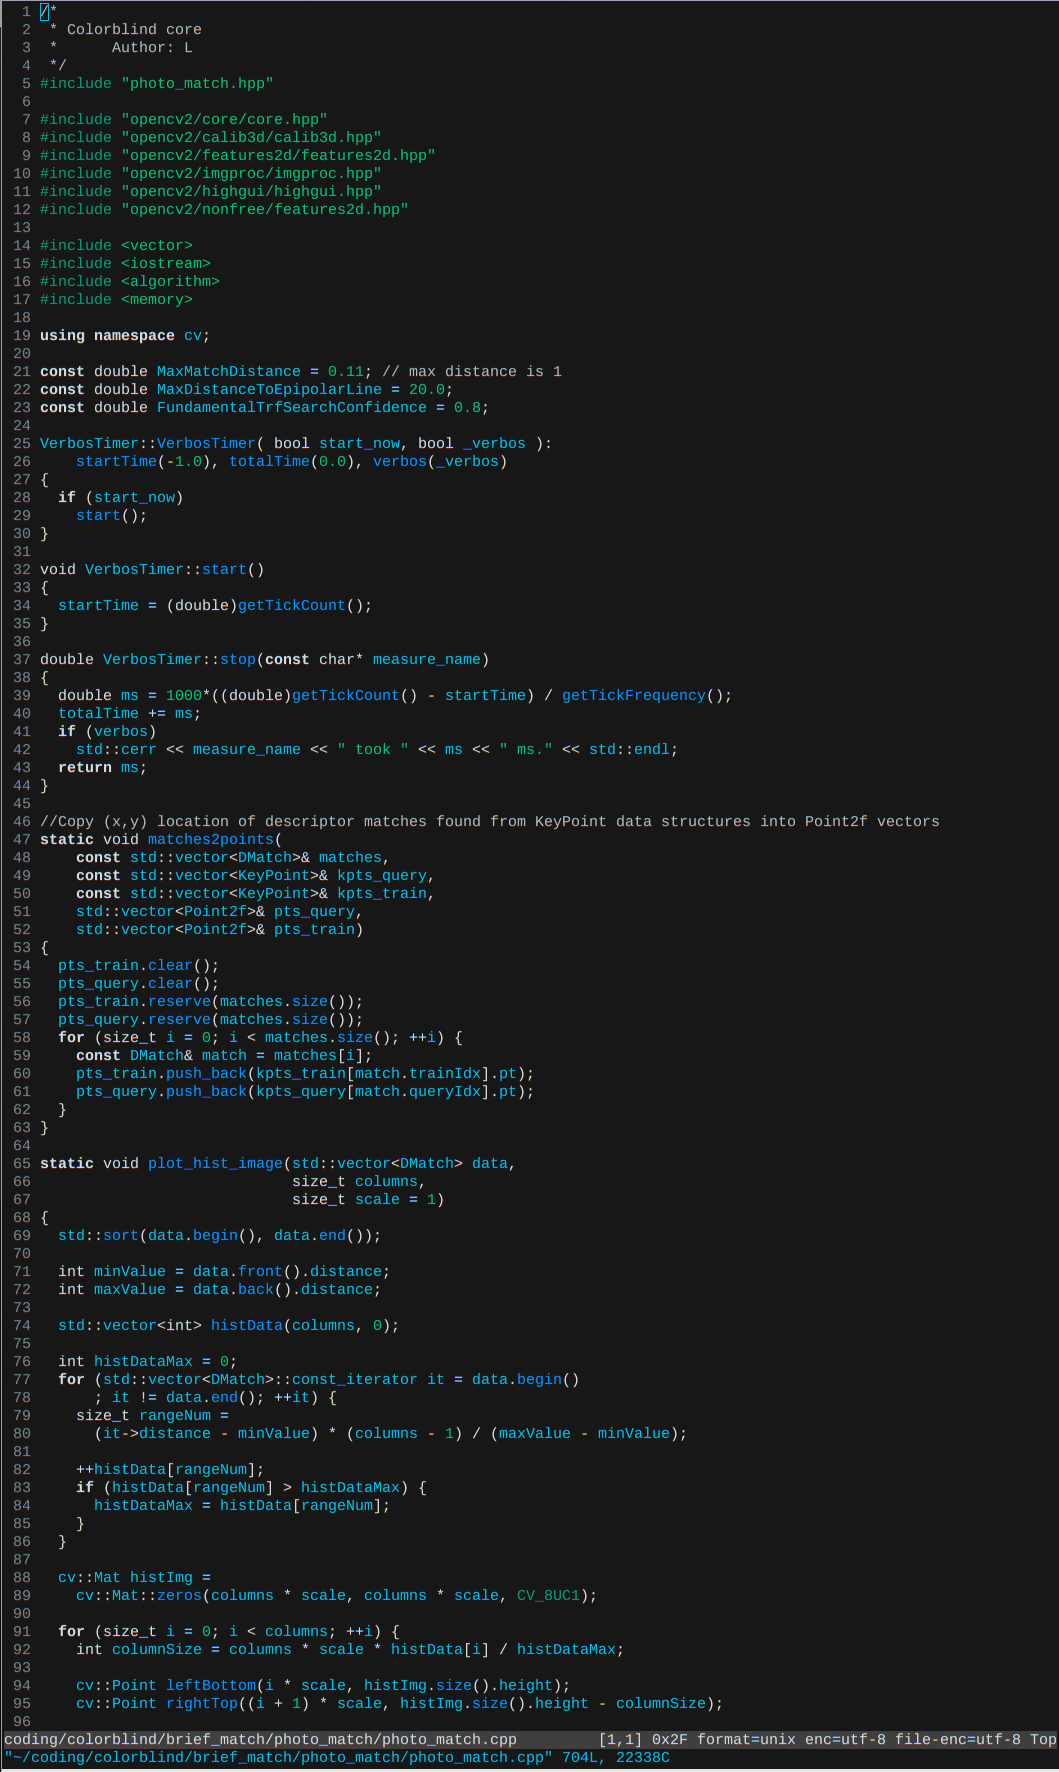 1 /*
2  * Colorblind core
3  *      Author: L
4  */
5 #include "photo_match.hpp"
6
7 #include "opencv2/core/core.hpp"
8 #include "opencv2/calib3d/calib3d.hpp"
9 #include "opencv2/features2d/features2d.hpp"
10 #include "opencv2/imgproc/imgproc.hpp"
11 #include "opencv2/highgui/highgui.hpp"
12 #include "opencv2/nonfree/features2d.hpp"
13
14 #include <vector>
15 #include <iostream>
16 #include <algorithm>
17 #include <memory>
18
19 using namespace cv;
20
21 const double MaxMatchDistance = 0.11; // max distance is 1
22 const double MaxDistanceToEpipolarLine = 20.0;
23 const double FundamentalTrfSearchConfidence = 0.8;
24
25 VerbosTimer::VerbosTimer( bool start_now, bool _verbos ):
26     startTime(-1.0), totalTime(0.0), verbos(_verbos)
27 {
28   if (start_now)
29     start();
30 }
31
32 void VerbosTimer::start()
33 {
34   startTime = (double)getTickCount();
35 }
36
37 double VerbosTimer::stop(const char* measure_name)
38 {
39   double ms = 1000*((double)getTickCount() - startTime) / getTickFrequency();
40   totalTime += ms;
41   if (verbos)
42     std::cerr << measure_name << " took " << ms << " ms." << std::endl;
43   return ms;
44 }
45
46 //Copy (x,y) location of descriptor matches found from KeyPoint data structures into Point2f vectors
47 static void matches2points(
48     const std::vector<DMatch>& matches,
49     const std::vector<KeyPoint>& kpts_query,
50     const std::vector<KeyPoint>& kpts_train,
51     std::vector<Point2f>& pts_query,
52     std::vector<Point2f>& pts_train)
53 {
54   pts_train.clear();
55   pts_query.clear();
56   pts_train.reserve(matches.size());
57   pts_query.reserve(matches.size());
58   for (size_t i = 0; i < matches.size(); ++i) {
59     const DMatch& match = matches[i];
60     pts_train.push_back(kpts_train[match.trainIdx].pt);
61     pts_query.push_back(kpts_query[match.queryIdx].pt);
62   }
63 }
64
65 static void plot_hist_image(std::vector<DMatch> data,
66                             size_t columns,
67                             size_t scale = 1)
68 {
69   std::sort(data.begin(), data.end());
70
71   int minValue = data.front().distance;
72   int maxValue = data.back().distance;
73
74   std::vector<int> histData(columns, 0);
75
76   int histDataMax = 0;
77   for (std::vector<DMatch>::const_iterator it = data.begin()
78       ; it != data.end(); ++it) {
79     size_t rangeNum =
80       (it->distance - minValue) * (columns - 1) / (maxValue - minValue);
81
82     ++histData[rangeNum];
83     if (histData[rangeNum] > histDataMax) {
84       histDataMax = histData[rangeNum];
85     }
86   }
87
88   cv::Mat histImg =
89     cv::Mat::zeros(columns * scale, columns * scale, CV_8UC1);
90
91   for (size_t i = 0; i < columns; ++i) {
92     int columnSize = columns * scale * histData[i] / histDataMax;
93
94     cv::Point leftBottom(i * scale, histImg.size().height);
95     cv::Point rightTop((i + 1) * scale, histImg.size().height - columnSize);
96
coding/colorblind/brief_match/photo_match/photo_match.cpp         [1,1] 0x2F format=unix enc=utf-8 file-enc=utf-8 Top
"~/coding/colorblind/brief_match/photo_match/photo_match.cpp" 704L, 22338C